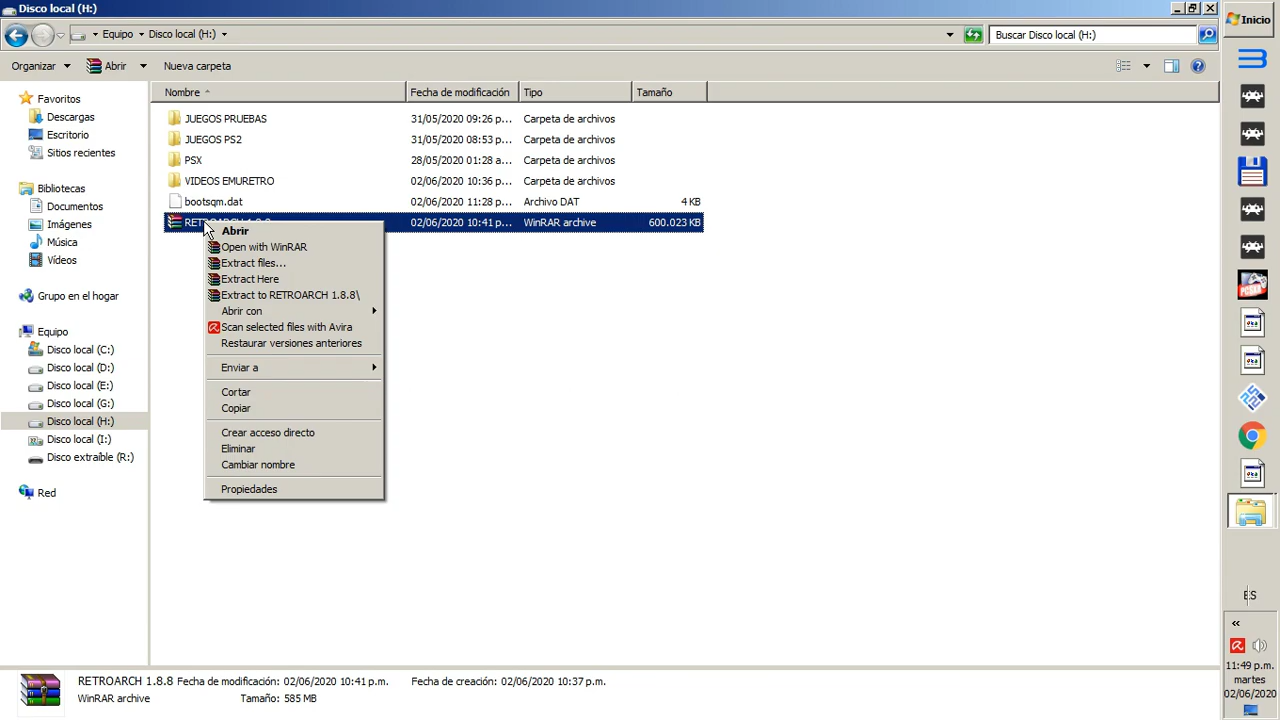 Disco local (H:)
Inicio
Equipo Disco local (H:)
Buscar Disco local (H:)
Organizar Abrir Nueva carpeta
Nombre Fecha de modificación Tipo Tamaño
Favoritos
Descargas
Escritorio
Sitios recientes
Bibliotecas
Documentos
Imágenes
Música
Vídeos
Grupo en el hogar
Equipo
Disco local (C:)
Disco local (D:)
Disco local (E:)
Disco local (G:)
Disco local (H:)
Disco local (I:)
Disco extraíble (R:)
Red
JUEGOS PRUEBAS 31/05/2020 09:26 p... Carpeta de archivos
JUEGOS PS2 31/05/2020 08:53 p... Carpeta de archivos
PSX 28/05/2020 01:28 a... Carpeta de archivos
VIDEOS EMURETRO 02/06/2020 10:36 p... Carpeta de archivos
bootsqm.dat 02/06/2020 11:28 p... Archivo DAT 4 KB
RETROARCH 1.8.8 02/06/2020 10:41 p... WinRAR archive 600.023 KB
Abrir
Open with WinRAR
Extract files...
Extract Here
Extract to RETROARCH 1.8.8\
Abrir con
Scan selected files with Avira
Restaurar versiones anteriores
Enviar a
Cortar
Copiar
Crear acceso directo
Eliminar
Cambiar nombre
Propiedades
ES
11:49 p.m.
martes
02/06/2020
RETROARCH 1.8.8 Fecha de modificación: 02/06/2020 10:41 p.m. Fecha de creación: 02/06/2020 10:37 p.m.
WinRAR archive Tamaño: 585 MB